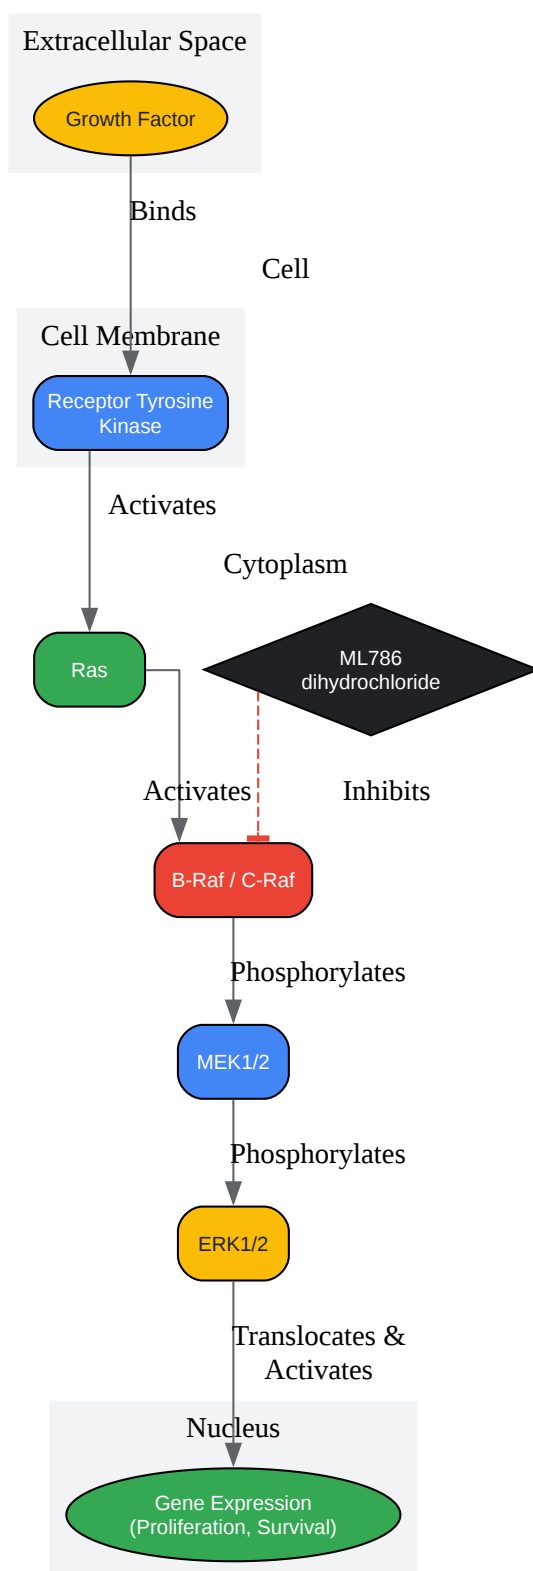 Extracellular Space
Growth Factor
Binds
Cell
Cell Membrane
Receptor Tyrosine
Kinase
Activates
Cytoplasm
Ras
ML786
dihydrochloride
Activates
Inhibits
B-Raf / C-Raf
Phosphorylates
MEK1/2
Phosphorylates
ERK1/2
Translocates &
Activates
Nucleus
Gene Expression
(Proliferation, Survival)